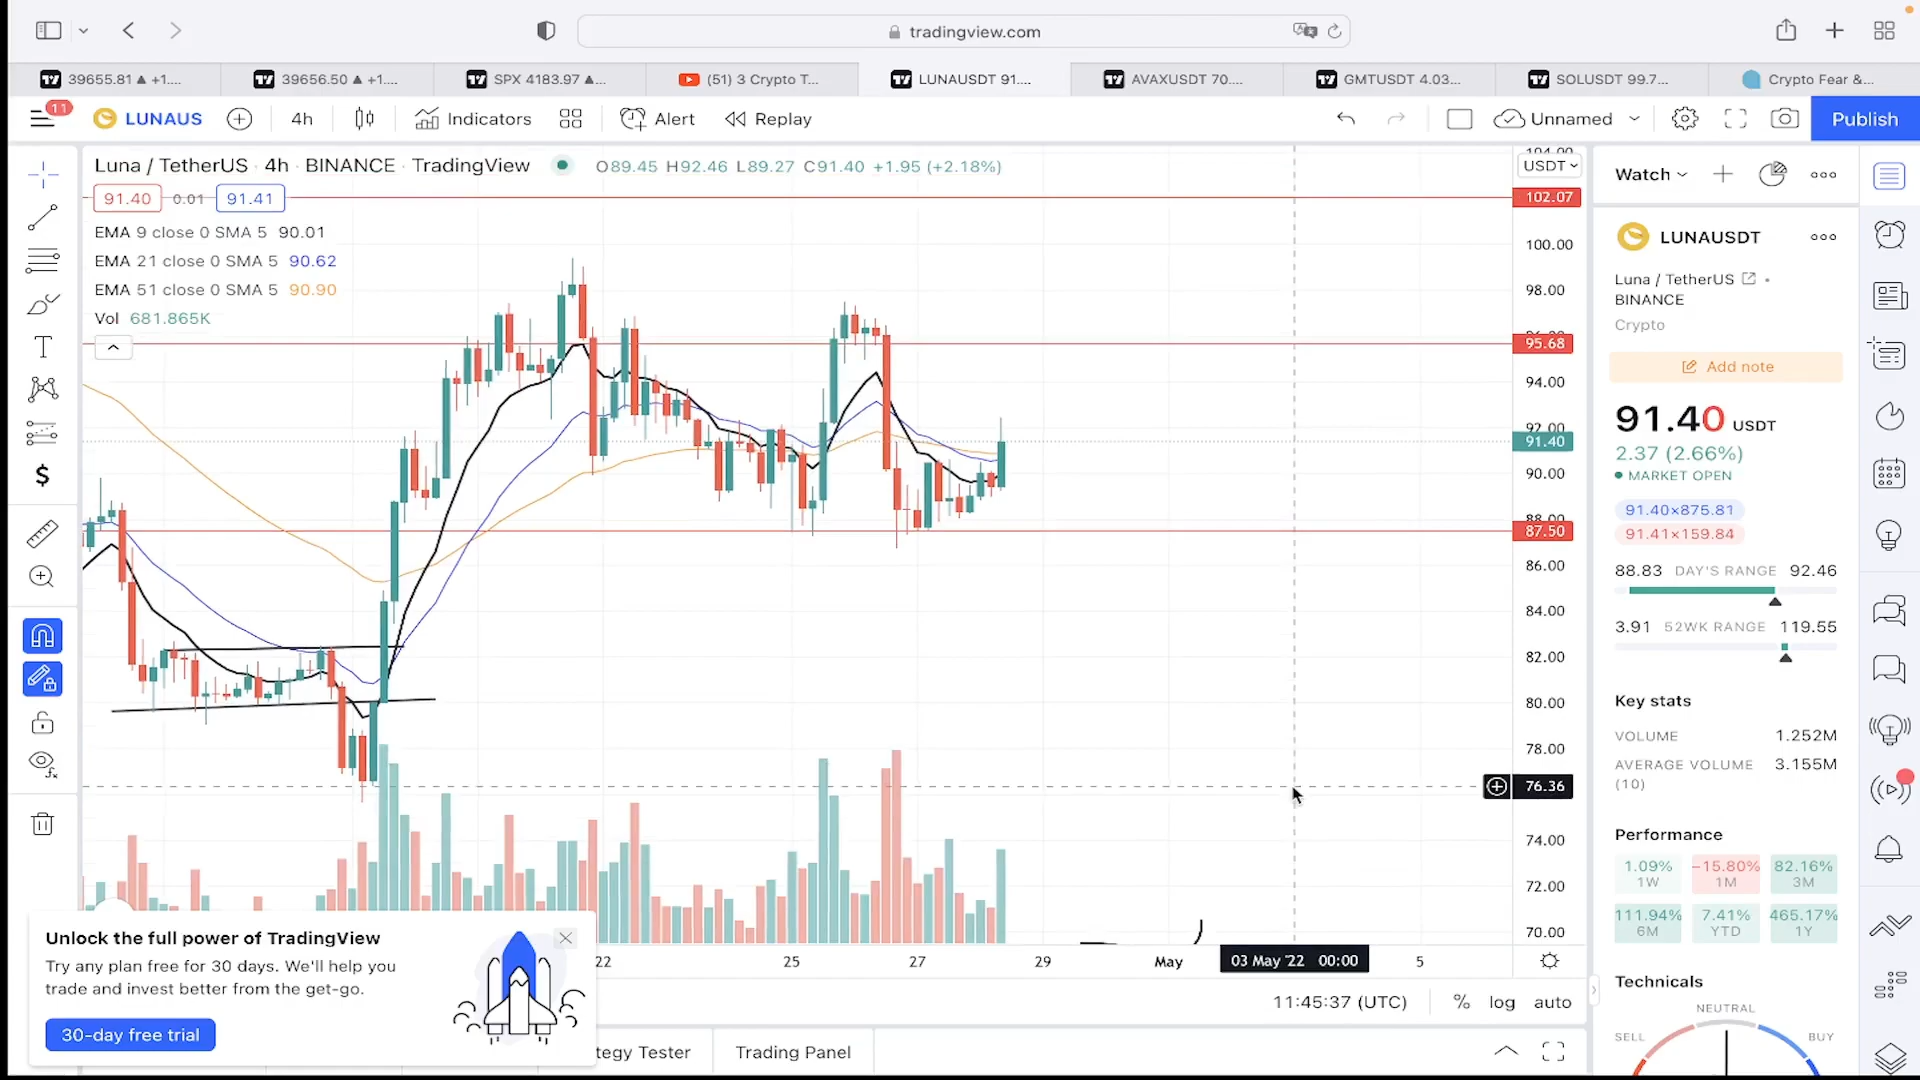 tradingview.com
39655.81 ▲ +1....
39656.50 ▲ +1....
SPX 4183.97 ▲...
(51) 3 Crypto T...
LUNAUSDT 91....
AVAXUSDT 70....
GMTUSDT 4.03...
SOLUSDT 99.7...
Crypto Fear &...
11
LUNAUS
4h
Indicators
Alert
Replay
Unnamed
Publish
Luna / TetherUS · 4h · BINANCE · TradingView
O89.45 H92.46 L89.27 C91.40 +1.95 (+2.18%)
91.40 0.01 91.41
EMA 9 close 0 SMA 5 90.01
EMA 21 close 0 SMA 5 90.62
EMA 51 close 0 SMA 5 90.90
Vol 681.865K
USDT
102.07
100.00
98.00
95.68
94.00
92.00
91.40
90.00
88.00
87.50
86.00
84.00
82.00
80.00
78.00
76.36
74.00
72.00
70.00
22
25
27
29
May
03 May '22 00:00
5
11:45:37 (UTC)
%
log
auto
Unlock the full power of TradingView
Try any plan free for 30 days. We'll help you
trade and invest better from the get-go.
30-day free trial
tegy Tester
Trading Panel
Watch
LUNAUSDT
Luna / TetherUS
BINANCE
Crypto
Add note
91.40 USDT
2.37 (2.66%)
MARKET OPEN
91.40×875.81
91.41×159.84
88.83 DAY'S RANGE 92.46
3.91 52WK RANGE 119.55
Key stats
VOLUME 1.252M
AVERAGE VOLUME 3.155M
(10)
Performance
1.09% −15.80% 82.16%
1W 1M 3M
111.94% 7.41% 465.17%
6M YTD 1Y
Technicals
NEUTRAL
SELL
BUY